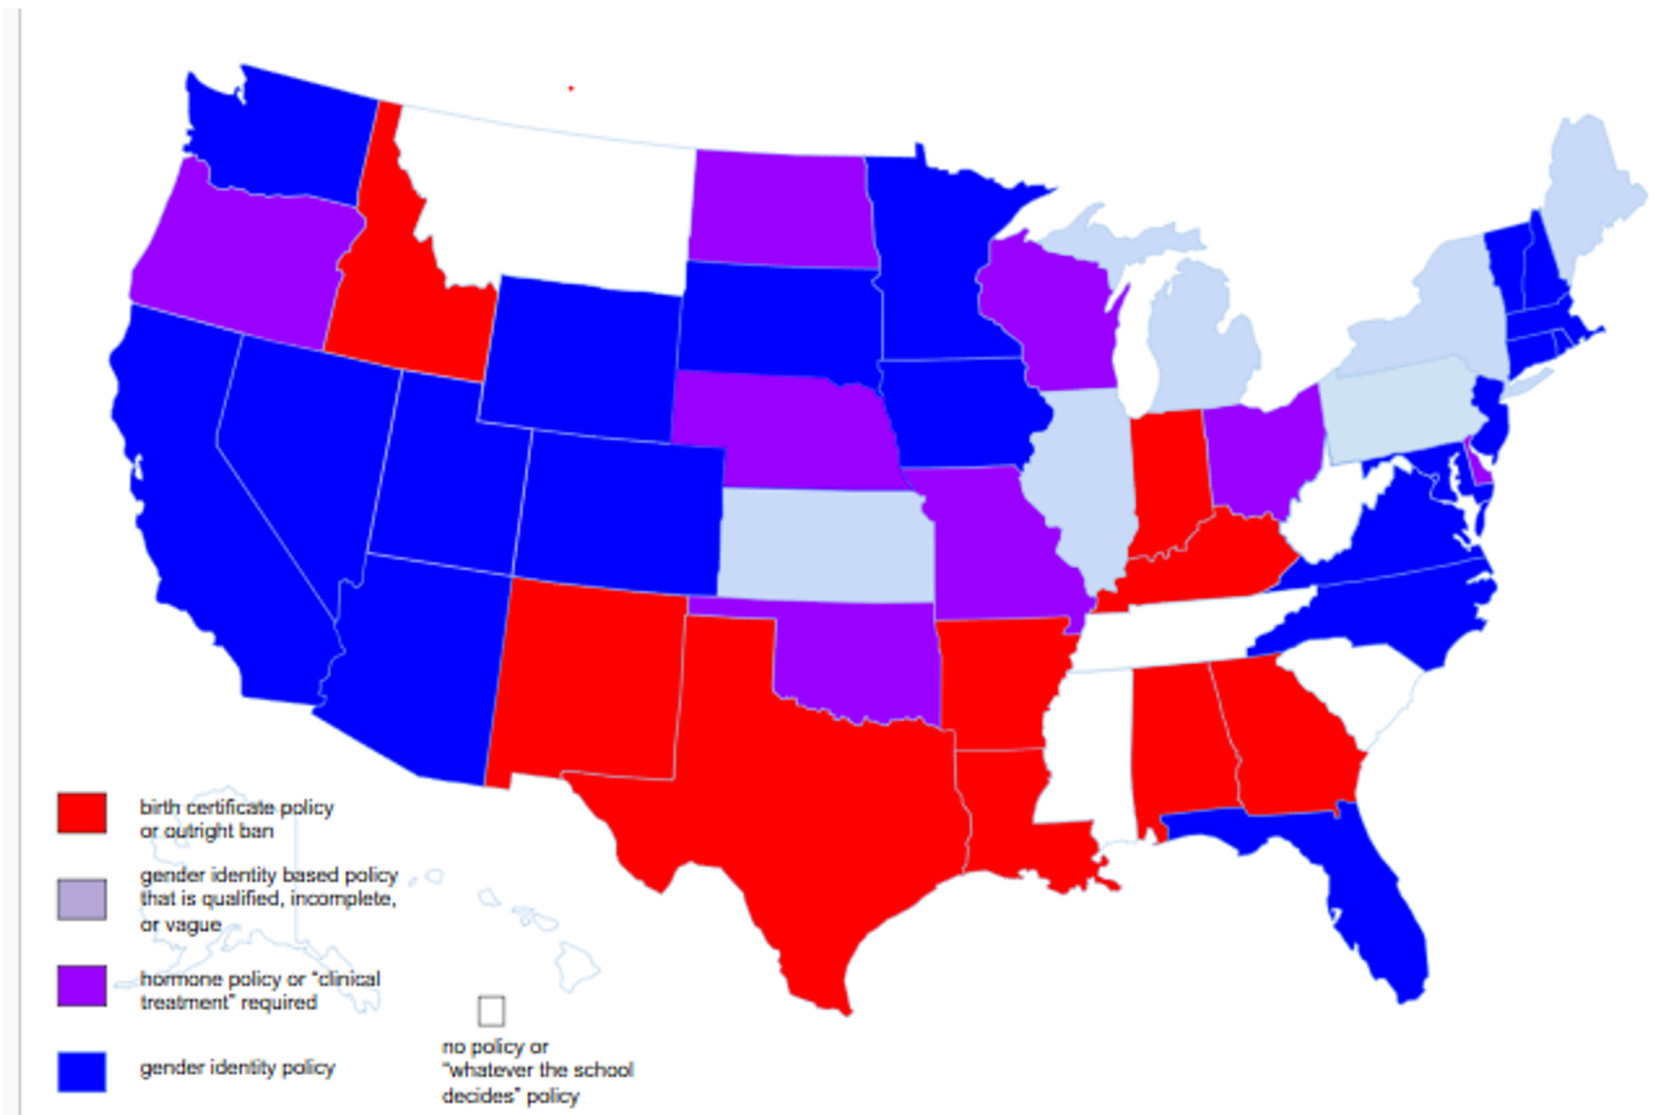 birth certificate policy
or outright ban
gender identity based policy
that is qualified, incomplete,
or vague
hormone policy or “clinical
treatment” required
gender identity policy
no policy or
“whatever the school
decides” policy